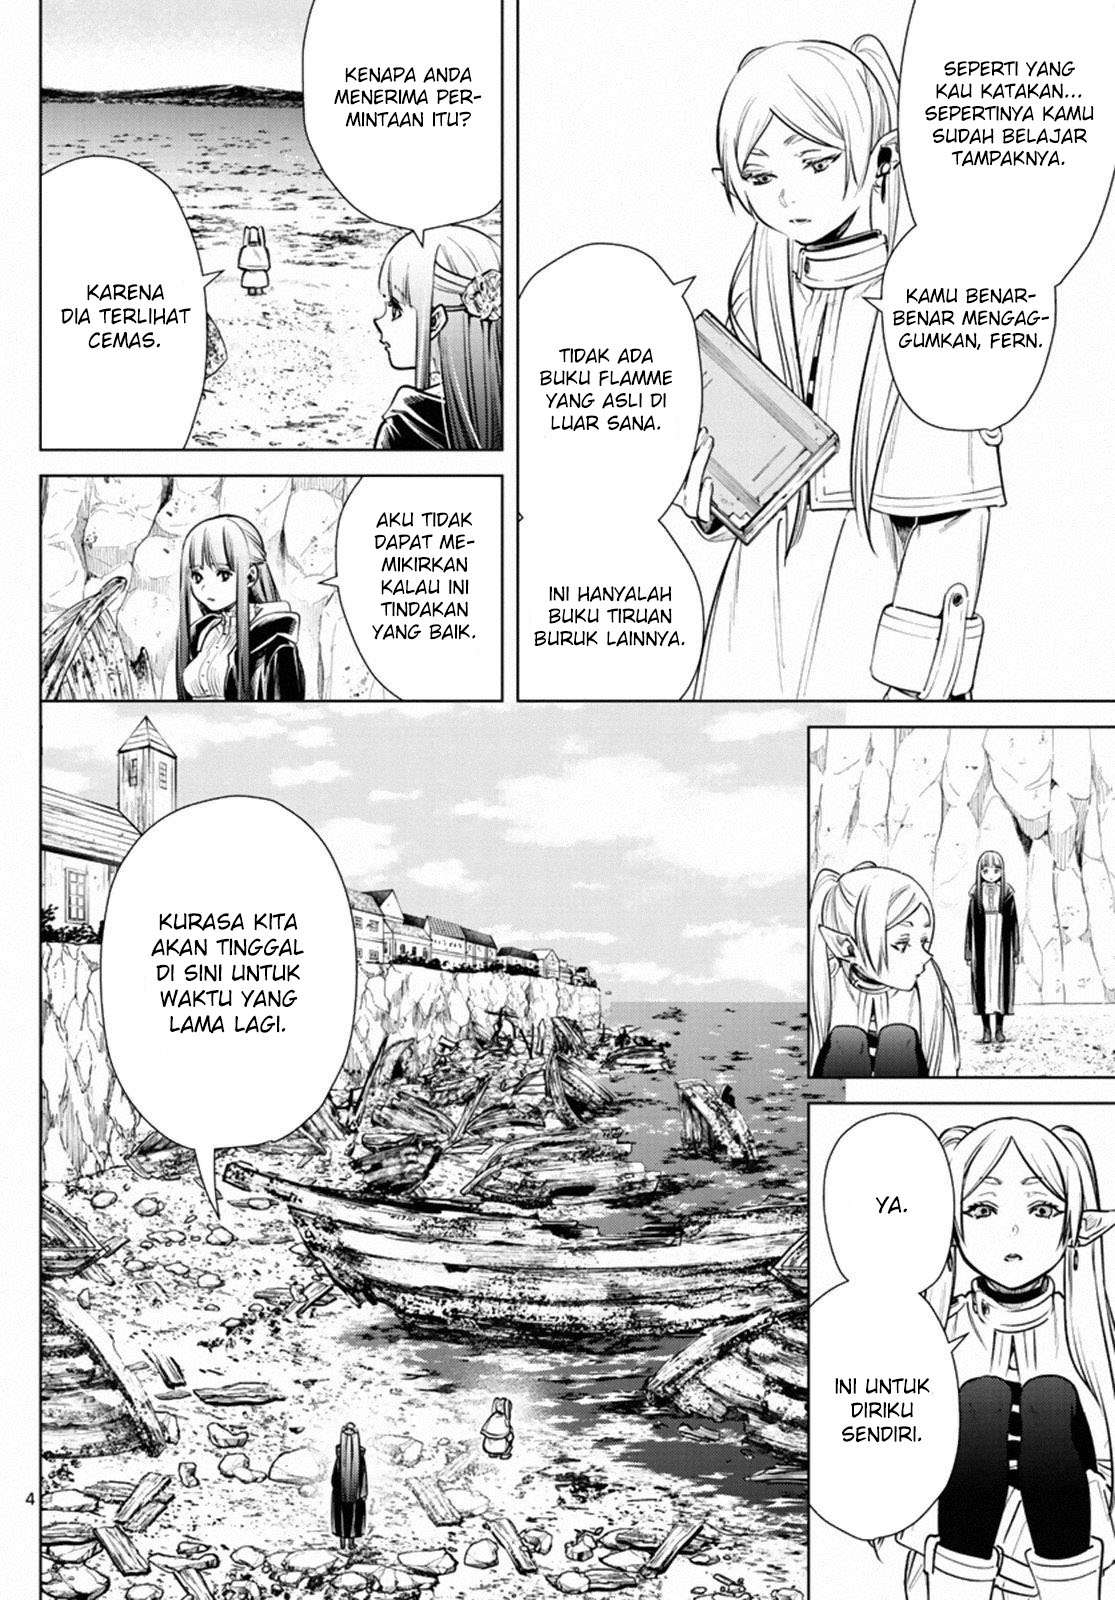 SEPERTI YANG
KAU KATAKAN...
SEPERTINYA KAMU
SUDAH BELAJAR
TAMPAKNYA.
KAMU BENAR-
BENAR MENGAG-
GUMKAN, FERN.
TIDAK ADA
BUKU FLAMME
YANG ASLI DI
LUAR SANA.
INI HANYALAH
BUKU TIRUAN
BURUK LAINNYA.
KENAPA ANDA
MENERIMA PER-
MINTAAN ITU?
KARENA
DIA TERLIHAT
CEMAS.
AKU TIDAK
DAPAT ME-
MIKIRKAN
KALAU INI
TINDAKAN
YANG BAIK.
YA.
INI UNTUK
DIRIKU
SENDIRI.
KURASA KITA
AKAN TINGGAL
DI SINI UNTUK
WAKTU YANG
LAMA LAGI.
4